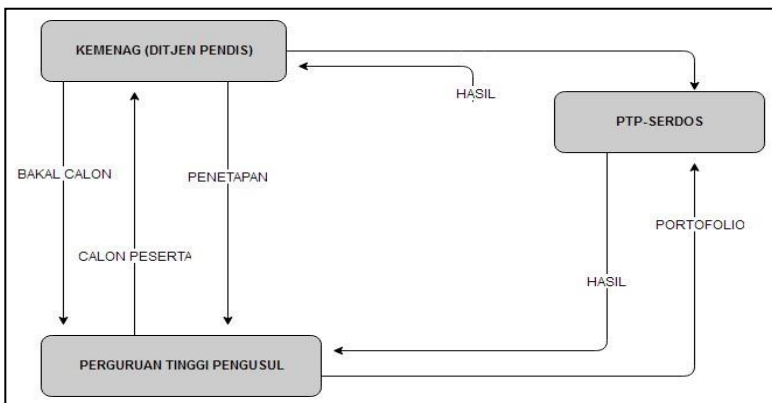 KEMENAG (DITJEN PENDIS)
HASIL
PTP-SERDOS
BAKAL CALON
PENETAPAN
PORTOFOLIO
CALON PESERTA
HASIL
PERGURUAN TINGGI PENGUSUL